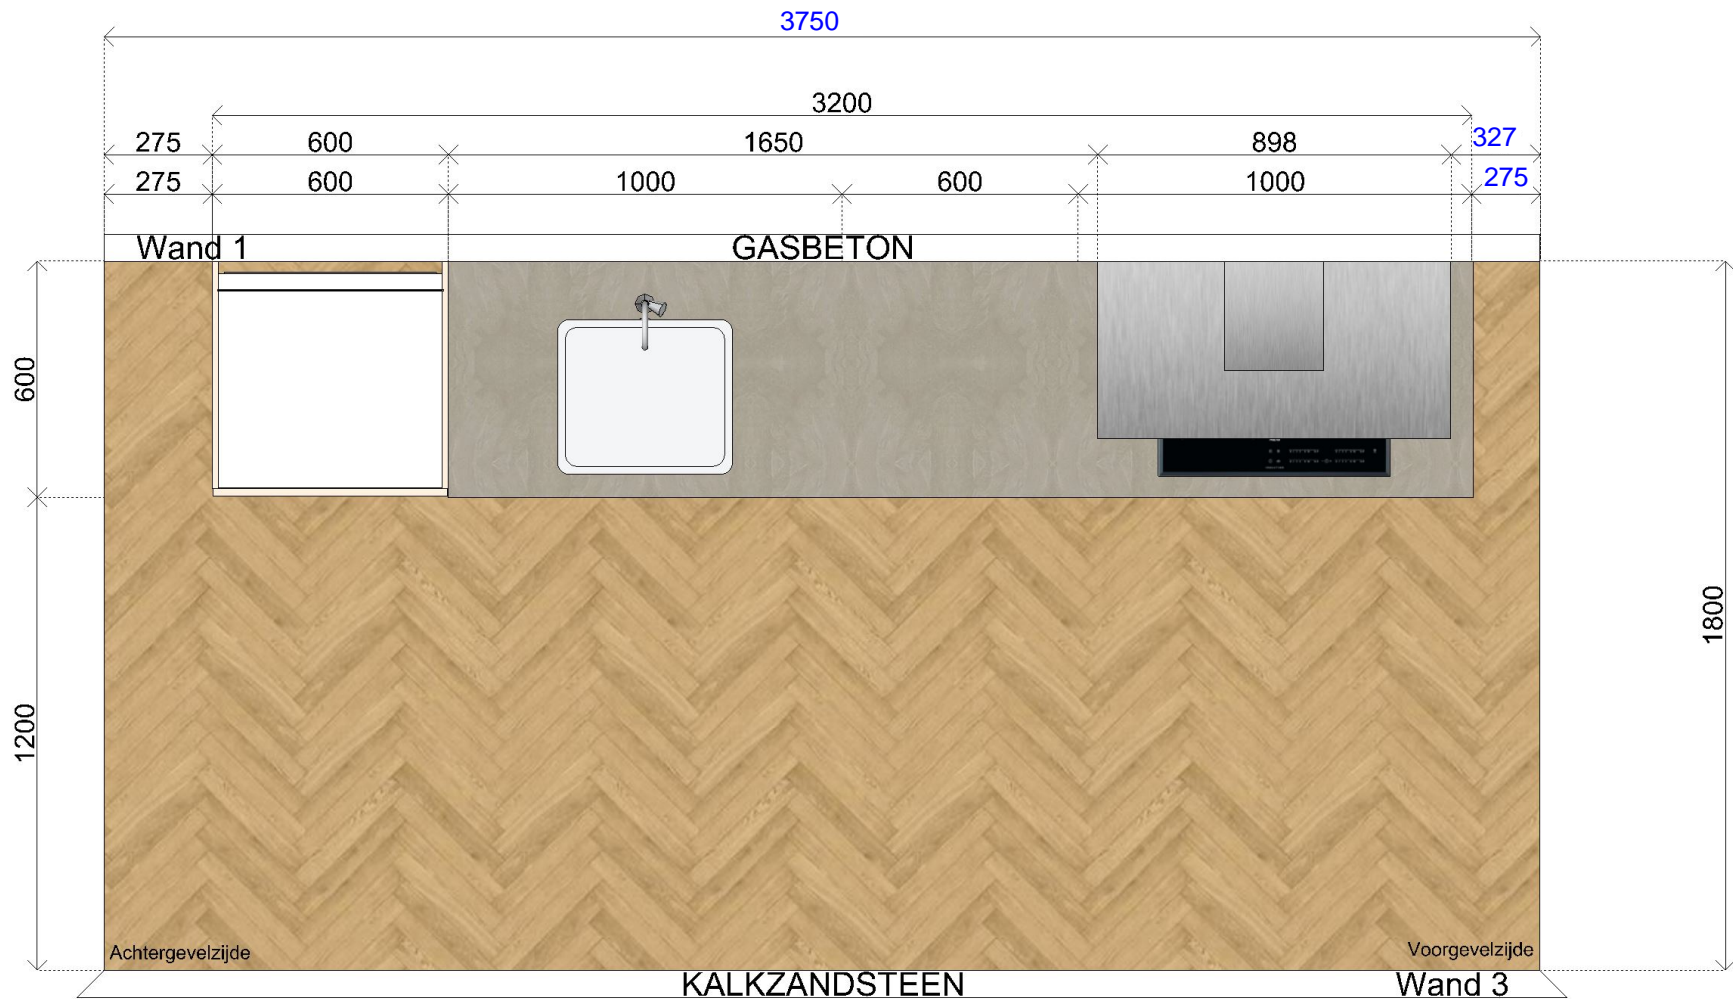 3750
3200
275 600 1650 898 327
275 600 1000 600 1000 275
Wand 1 GASBETON
600
1200
1800
Achtergevelzijde Voorgevelzijde
KALKZANDSTEEN Wand 3